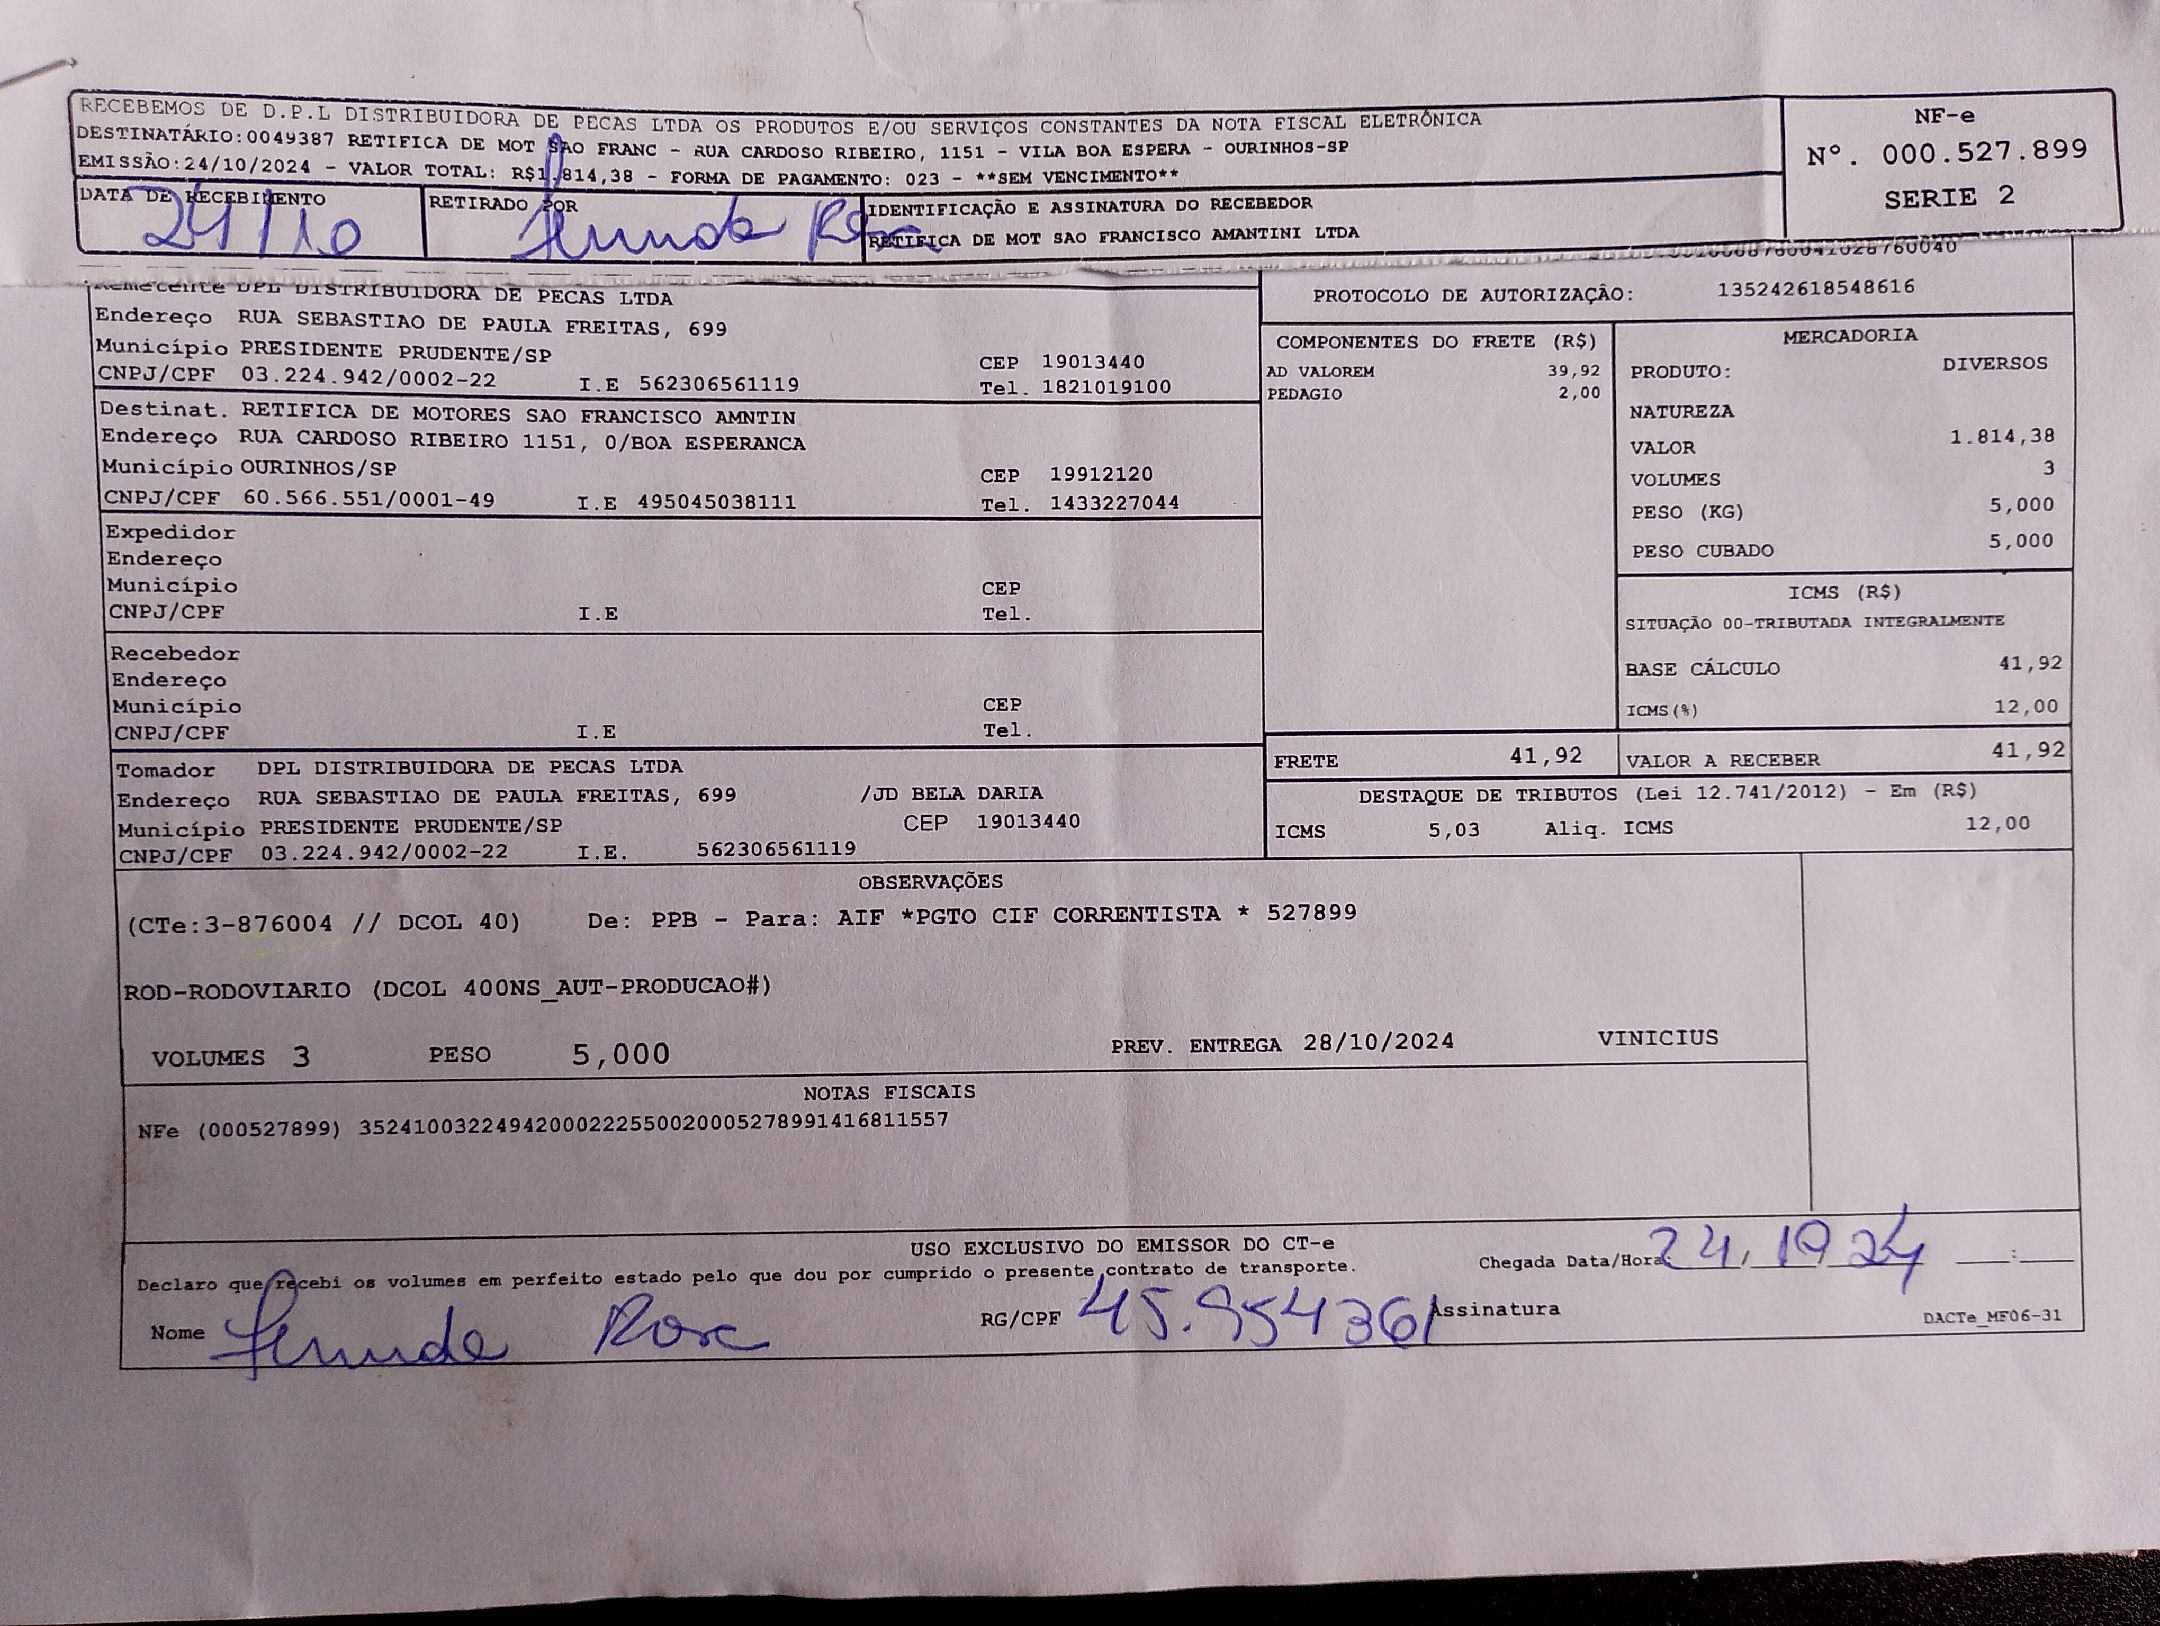 RECEBEMOS DE D.P.L DISTRIBUIDORA DE PECAS LTDA OS PRODUTOS E/OU SERVIÇOS CONSTANTES DA NOTA FISCAL ELETRÔNICA
DESTINATÁRIO:0049387 RETIFICA DE MOT SAO FRANC - RUA CARDOSO RIBEIRO, 1151 - VILA BOA ESPERA - OURINHOS-SP
EMISSÃO:24/10/2024 - VALOR TOTAL: R$1.814,38 - FORMA DE PAGAMENTO: 023 - **SEM VENCIMENTO**
NF-e
Nº. 000.527.899
SERIE 2
DATA DE RECEBIMENTO
24/10
RETIRADO POR
IDENTIFICAÇÃO E ASSINATURA DO RECEBEDOR
RETIFICA DE MOT SAO FRANCISCO AMANTINI LTDA
Remetente DPL DISTRIBUIDORA DE PECAS LTDA
Endereço RUA SEBASTIAO DE PAULA FREITAS, 699
Município PRESIDENTE PRUDENTE/SP CEP 19013440
CNPJ/CPF 03.224.942/0002-22 I.E 562306561119 Tel. 1821019100
Destinat. RETIFICA DE MOTORES SAO FRANCISCO AMNTIN
Endereço RUA CARDOSO RIBEIRO 1151, 0/BOA ESPERANCA
Município OURINHOS/SP CEP 19912120
CNPJ/CPF 60.566.551/0001-49 I.E 495045038111 Tel. 1433227044
Expedidor
Endereço
Município CEP
CNPJ/CPF I.E Tel.
Recebedor
Endereço
Município CEP
CNPJ/CPF I.E Tel.
Tomador DPL DISTRIBUIDORA DE PECAS LTDA
Endereço RUA SEBASTIAO DE PAULA FREITAS, 699 /JD BELA DARIA
Município PRESIDENTE PRUDENTE/SP CEP 19013440
CNPJ/CPF 03.224.942/0002-22 I.E. 562306561119
PROTOCOLO DE AUTORIZAÇÃO: 135242618548616
COMPONENTES DO FRETE (R$)
AD VALOREM 39,92
PEDAGIO 2,00
MERCADORIA
PRODUTO: DIVERSOS
NATUREZA
VALOR 1.814,38
VOLUMES 3
PESO (KG) 5,000
PESO CUBADO 5,000
ICMS (R$)
SITUAÇÃO 00-TRIBUTADA INTEGRALMENTE
BASE CÁLCULO 41,92
ICMS(%) 12,00
FRETE 41,92 VALOR A RECEBER 41,92
DESTAQUE DE TRIBUTOS (Lei 12.741/2012) - Em (R$)
ICMS 5,03 Aliq. ICMS 12,00
OBSERVAÇÕES
(CTe:3-876004 // DCOL 40) De: PPB - Para: AIF *PGTO CIF CORRENTISTA * 527899
ROD-RODOVIARIO (DCOL 400NS_AUT-PRODUCAO#)
VOLUMES 3 PESO 5,000 PREV. ENTREGA 28/10/2024 VINICIUS
NOTAS FISCAIS
NFe (000527899) 35241003224942000222550020005278991416811557
USO EXCLUSIVO DO EMISSOR DO CT-e
Declaro que recebi os volumes em perfeito estado pelo que dou por cumprido o presente contrato de transporte.
Chegada Data/Hora: 24, 10 24 :
Nome Rosa RG/CPF 45.954361 Assinatura
DACTe_MF06-31